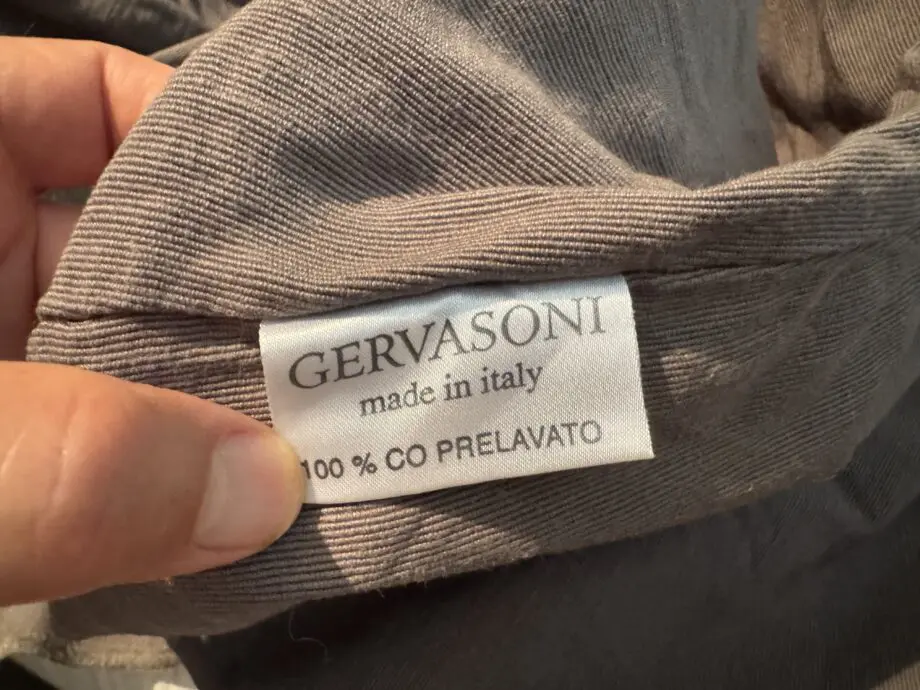 GERVASONI
made in italy
100 % CO PRELAVATO